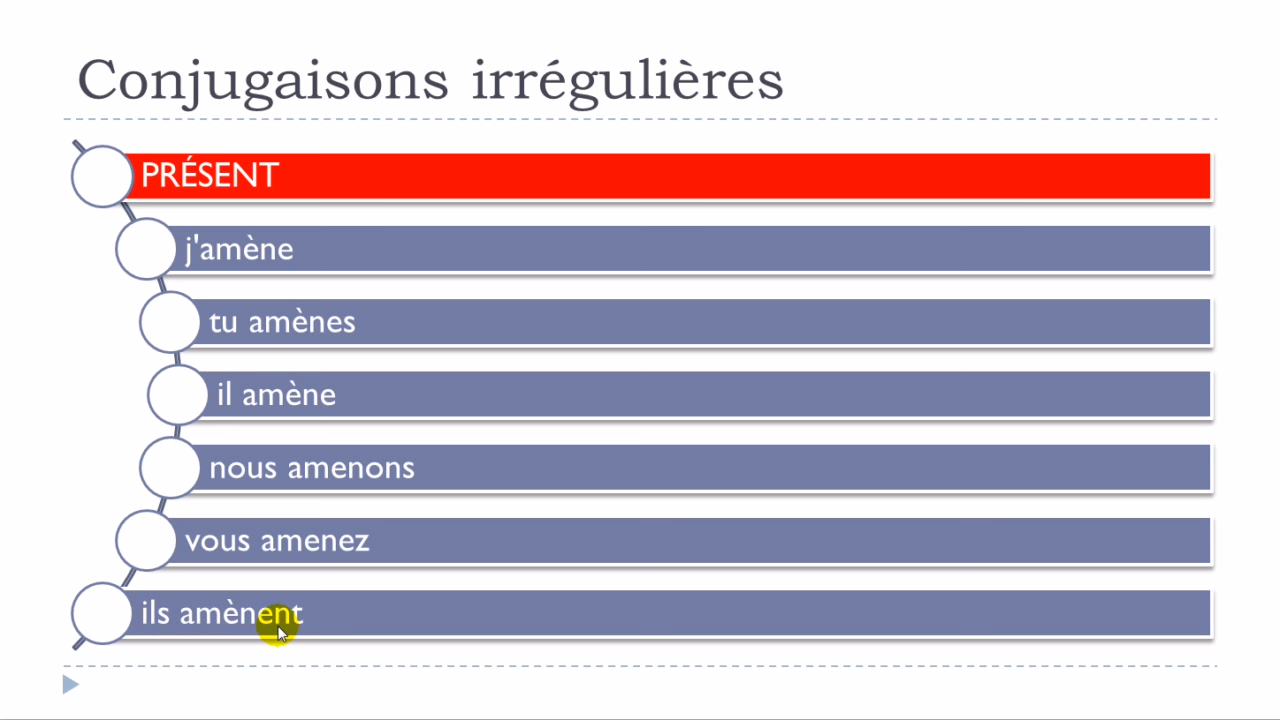 Conjugaisons irrégulières
PRÉSENT
j'amène
tu amènes
il amène
nous amenons
vous amenez
ils amènent